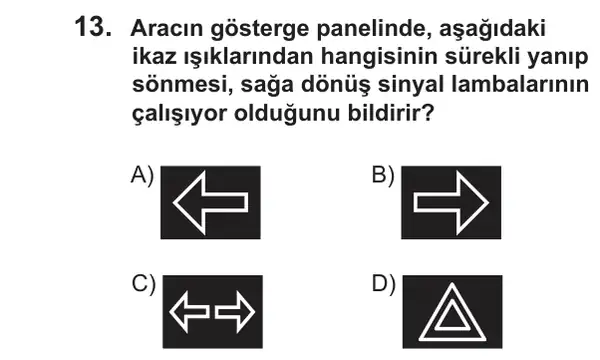 13. Aracın gösterge panelinde, aşağıdaki
ikaz ışıklarından hangisinin sürekli yanıp
sönmesi, sağa dönüş sinyal lambalarının
çalışıyor olduğunu bildirir?
A) B)
C) D)